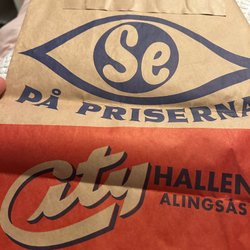 Se
PÅ PRISERNA
City HALLEN
ALINGSÅS